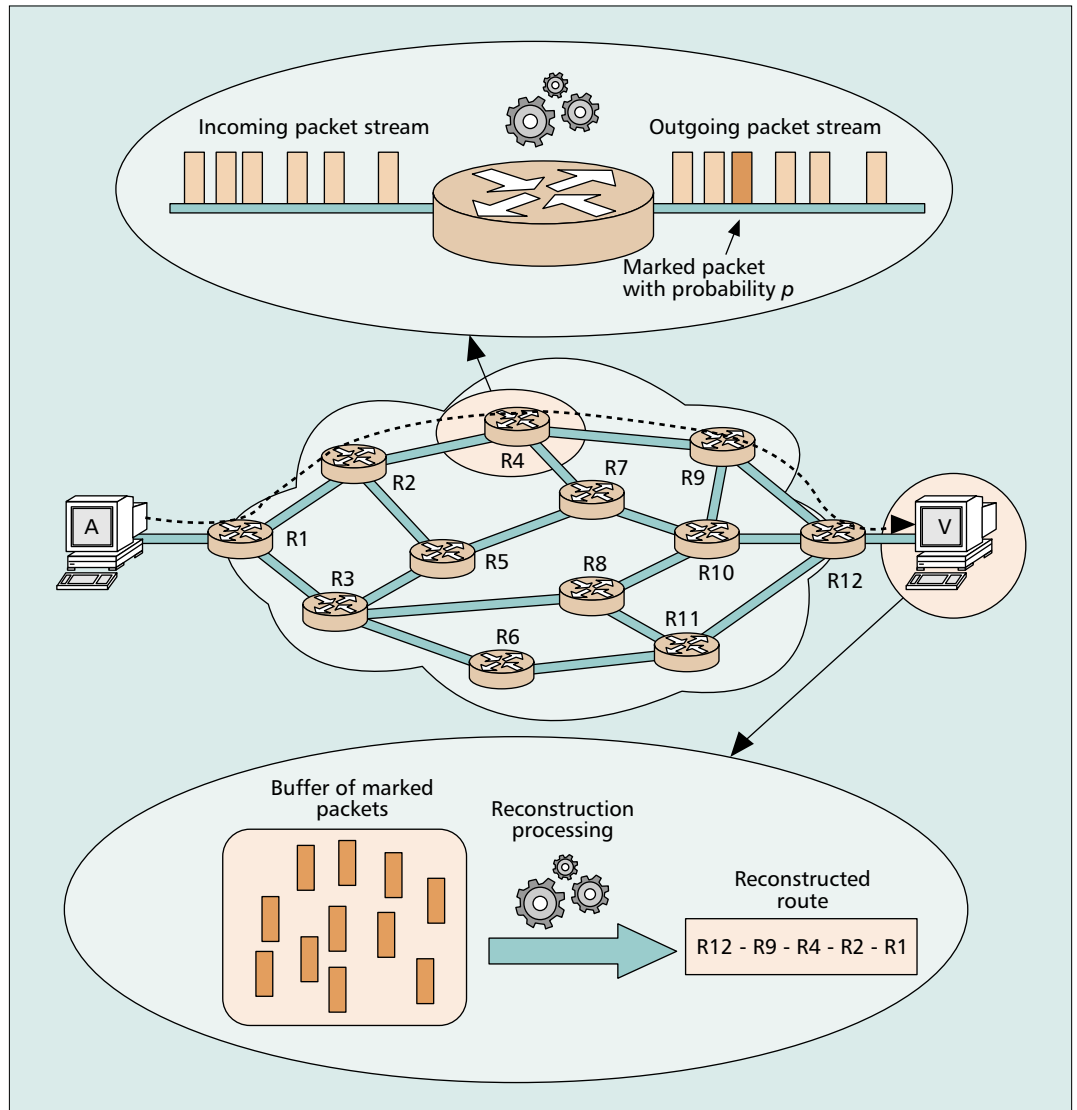 Incoming packet stream
Outgoing packet stream
Marked packet
with probability p
R4
R9
R2
R7
A
V
R1
R5
R10
R12
R3
R8
R11
R6
Buffer of marked
packets
Reconstruction
processing
Reconstructed
route
R12 - R9 - R4 - R2 - R1